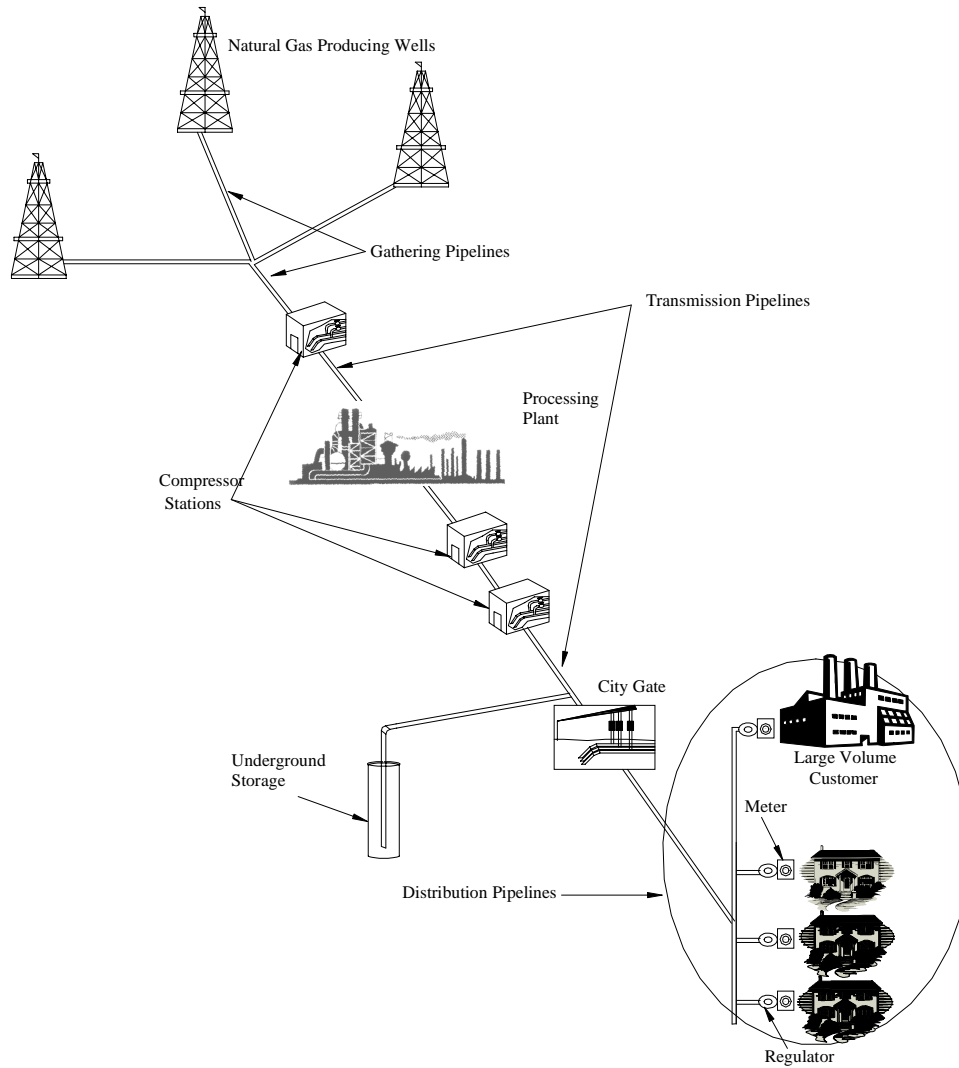 Natural Gas Producing Wells
Gathering Pipelines
Transmission Pipelines
Processing
Plant
Compressor
Stations
City Gate
Underground
Storage
Large Volume
Customer
Meter
Distribution Pipelines
Regulator